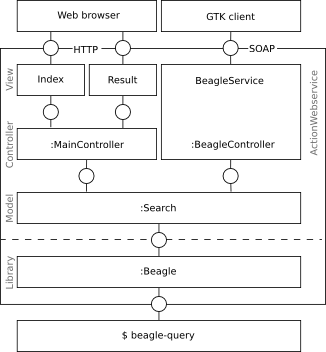 Web browser
GTK client
HTTP
SOAP
View
Index
Result
BeagleService
ActionWebservice
Controller
:MainController
:BeagleController
Model
:Search
Library
:Beagle
$ beagle-query